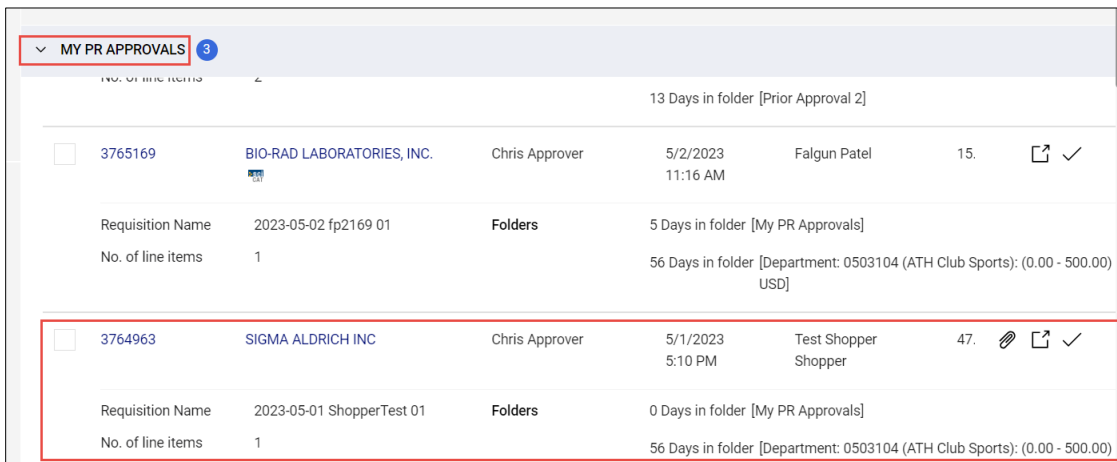 MY PR APPROVALS 3
No. of line items 2
13 Days in folder [Prior Approval 2]
3765169 BIO-RAD LABORATORIES, INC. Chris Approver 5/2/2023 Falgun Patel 15.
CAT 11:16 AM
Requisition Name 2023-05-02 fp2169 01 Folders 5 Days in folder [My PR Approvals]
No. of line items 1
56 Days in folder [Department: 0503104 (ATH Club Sports): (0.00 - 500.00)
USD]
3764963 SIGMA ALDRICH INC Chris Approver 5/1/2023 Test Shopper 47.
5:10 PM Shopper
Requisition Name 2023-05-01 ShopperTest 01 Folders 0 Days in folder [My PR Approvals]
No. of line items 1
56 Days in folder [Department: 0503104 (ATH Club Sports): (0.00 - 500.00)